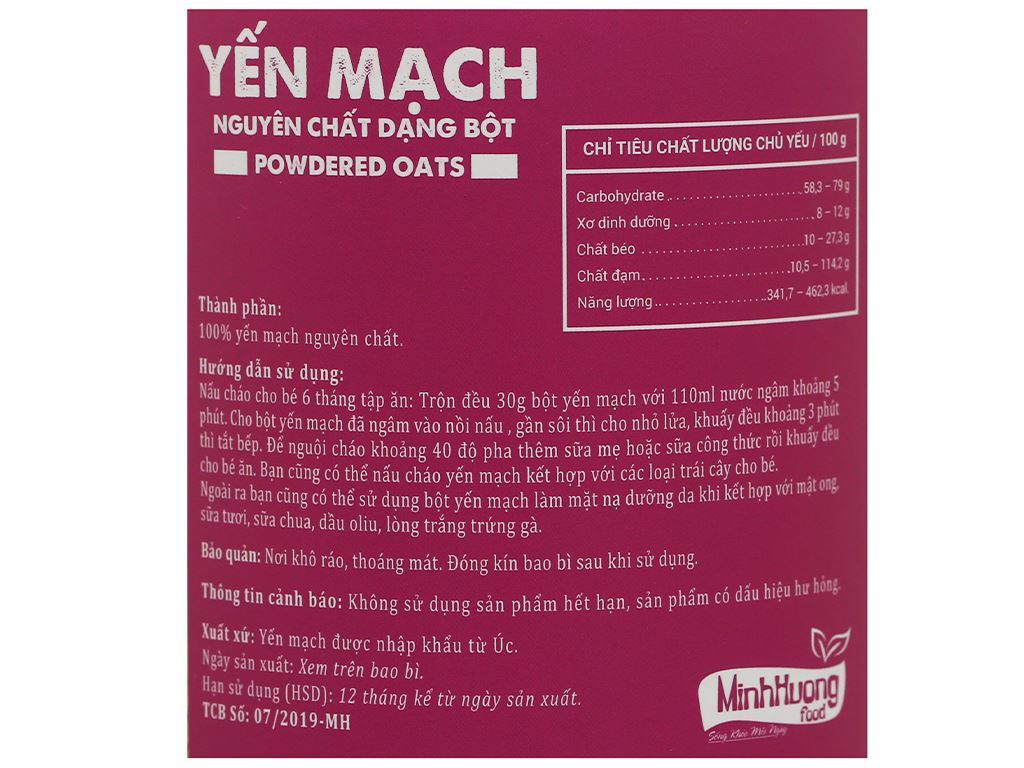 YẾN MẠCH
NGUYÊN CHẤT DẠNG BỘT
POWDERED OATS
CHỈ TIÊU CHẤT LƯỢNG CHỦ YẾU / 100 g
Carbohydrate 58,3 – 79 g
Xơ dinh dưỡng 8 – 12 g
Chất béo 10 – 27,3 g
Chất đạm 10,5 – 114,2 g
Năng lượng 341,7 – 462,3 kcal
Thành phần:
100% yến mạch nguyên chất.
Hướng dẫn sử dụng:
Nấu cháo cho bé 6 tháng tập ăn: Trộn đều 30g bột yến mạch với 110ml nước ngâm khoảng 5
phút. Cho bột yến mạch đã ngâm vào nồi nấu , gần sôi thì cho nhỏ lửa, khuấy đều khoảng 3 phút
thì tắt bếp. Để nguội cháo khoảng 40 độ pha thêm sữa mẹ hoặc sữa công thức rồi khuấy đều
cho bé ăn. Bạn cũng có thể nấu cháo yến mạch kết hợp với các loại trái cây cho bé.
Ngoài ra bạn cũng có thể sử dụng bột yến mạch làm mặt nạ dưỡng da khi kết hợp với mật ong,
sữa tươi, sữa chua, dầu oliu, lòng trắng trứng gà.
Bảo quản: Nơi khô ráo, thoáng mát. Đóng kín bao bì sau khi sử dụng.
Thông tin cảnh báo: Không sử dụng sản phẩm hết hạn, sản phẩm có dấu hiệu hư hỏng.
Xuất xứ: Yến mạch được nhập khẩu từ Úc.
Ngày sản xuất: Xem trên bao bì.
Hạn sử dụng (HSD): 12 tháng kể từ ngày sản xuất.
TCB Số: 07/2019-MH
MinhHuong
food
Sống Khỏe Mỗi Ngày